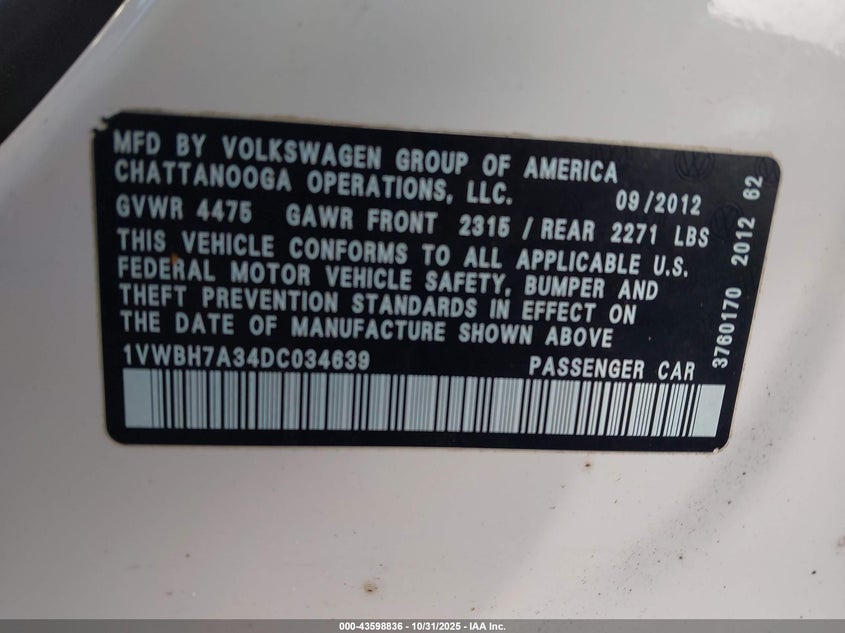 MFD BY VOLKSWAGEN GROUP OF AMERICA
CHATTANOOGA OPERATIONS, LLC.
09/2012
GVWR 4475 GAWR FRONT 2315 / REAR 2271 LBS
THIS VEHICLE CONFORMS TO ALL APPLICABLE U.S.
FEDERAL MOTOR VEHICLE SAFETY, BUMPER AND
THEFT PREVENTION STANDARDS IN EFFECT ON
THE DATE OF MANUFACTURE SHOWN ABOVE
1VWBH7A34DC034639 PASSENGER CAR
3760170 2012 62
000-43598836 - 10/31/2025 - IAA Inc.